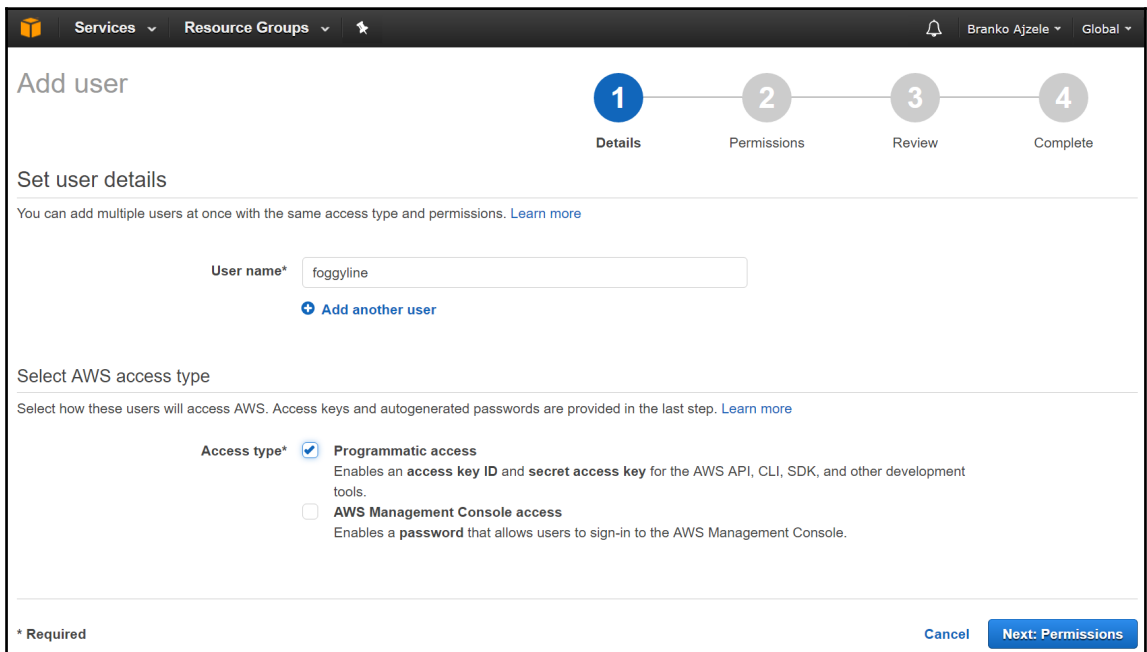 Services Resource Groups Branko Ajzele Global
Add user
1 2 3 4
Details Permissions Review Complete
Set user details
You can add multiple users at once with the same access type and permissions. Learn more
User name* foggyline
Add another user
Select AWS access type
Select how these users will access AWS. Access keys and autogenerated passwords are provided in the last step. Learn more
Access type* Programmatic access
Enables an access key ID and secret access key for the AWS API, CLI, SDK, and other development
tools.
AWS Management Console access
Enables a password that allows users to sign-in to the AWS Management Console.
* Required Cancel Next: Permissions